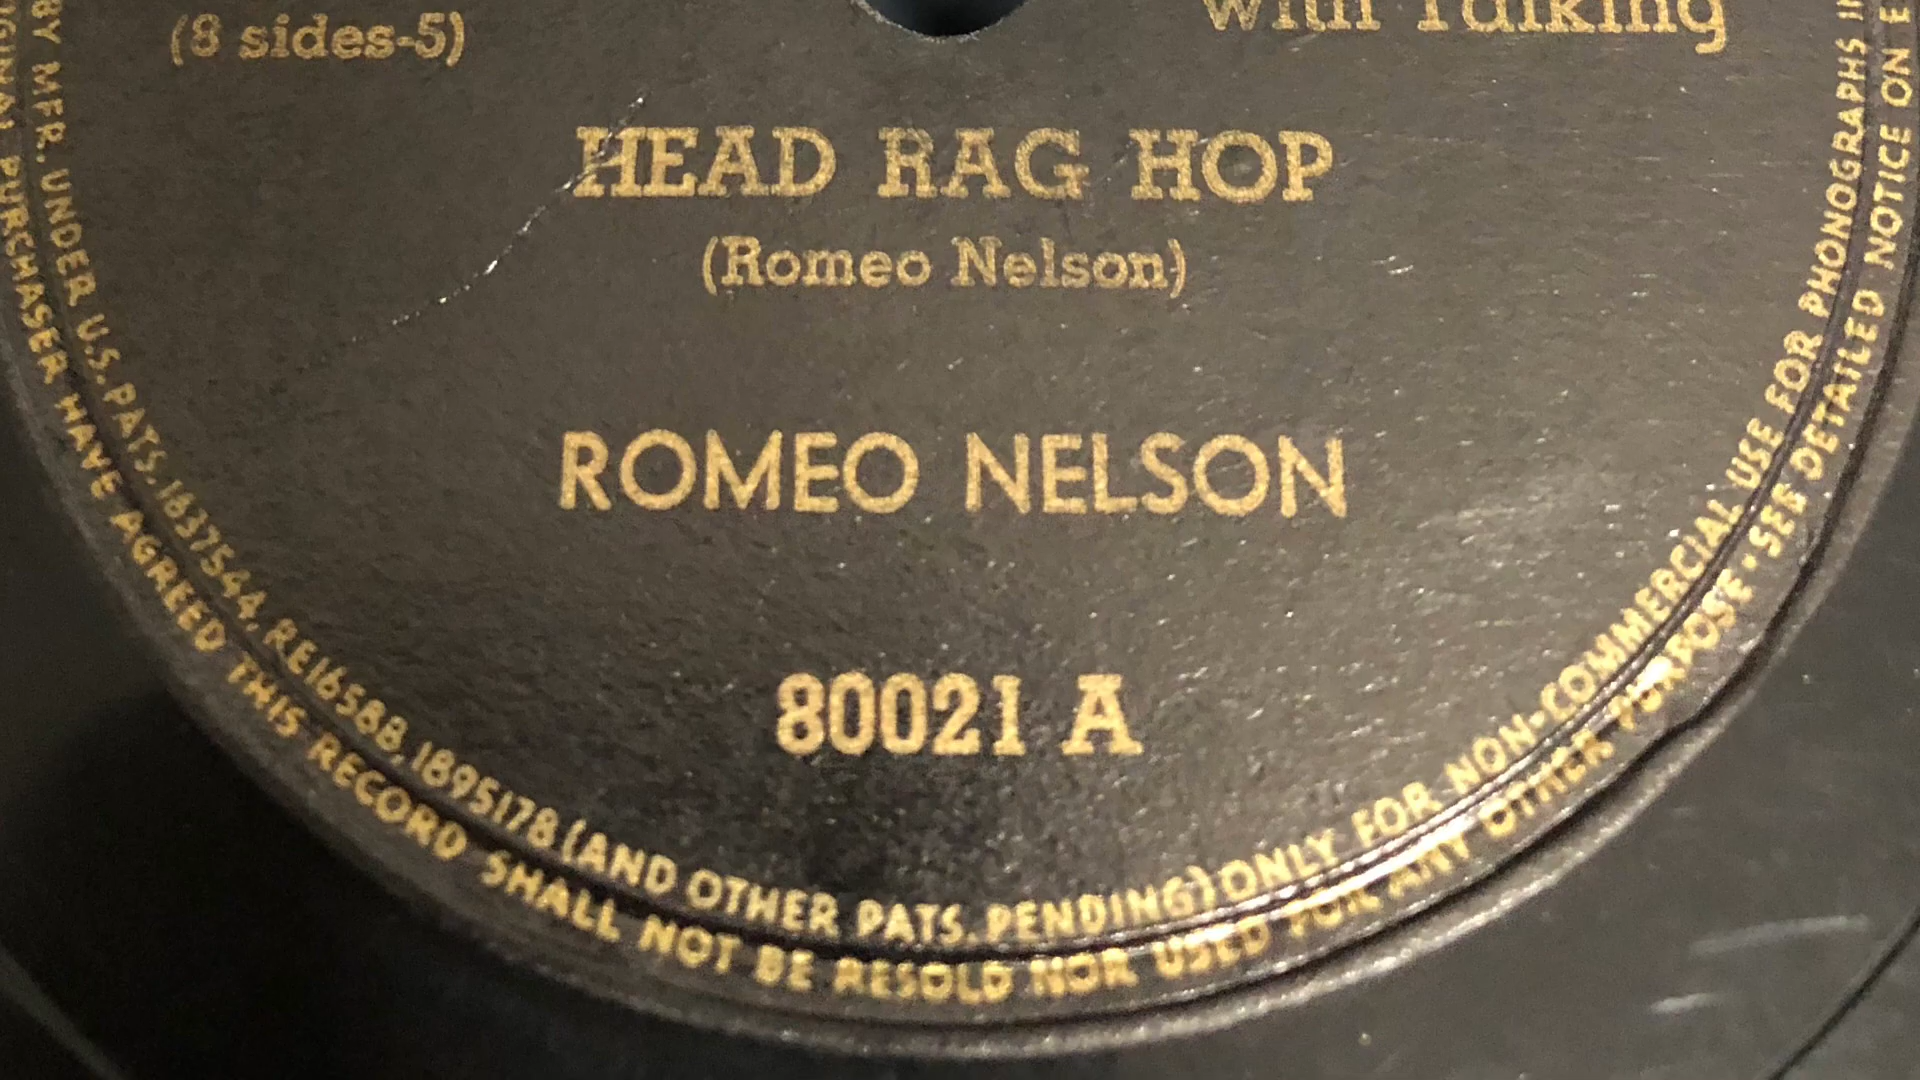 (8 sides-5)
with Talking
HEAD RAG HOP
(Romeo Nelson)
ROMEO NELSON
80021 A
BY MFR. UNDER U.S. PATS. 1637544, RE16588, 1895178 (AND OTHER PATS. PENDING) ONLY FOR NON-COMMERCIAL USE FOR PHONOGRAPHS IN
PURCHASER HAVE AGREED THIS RECORD SHALL NOT BE RESOLD NOR USED FOR ANY OTHER PURPOSE • SEE DETAILED NOTICE ON E